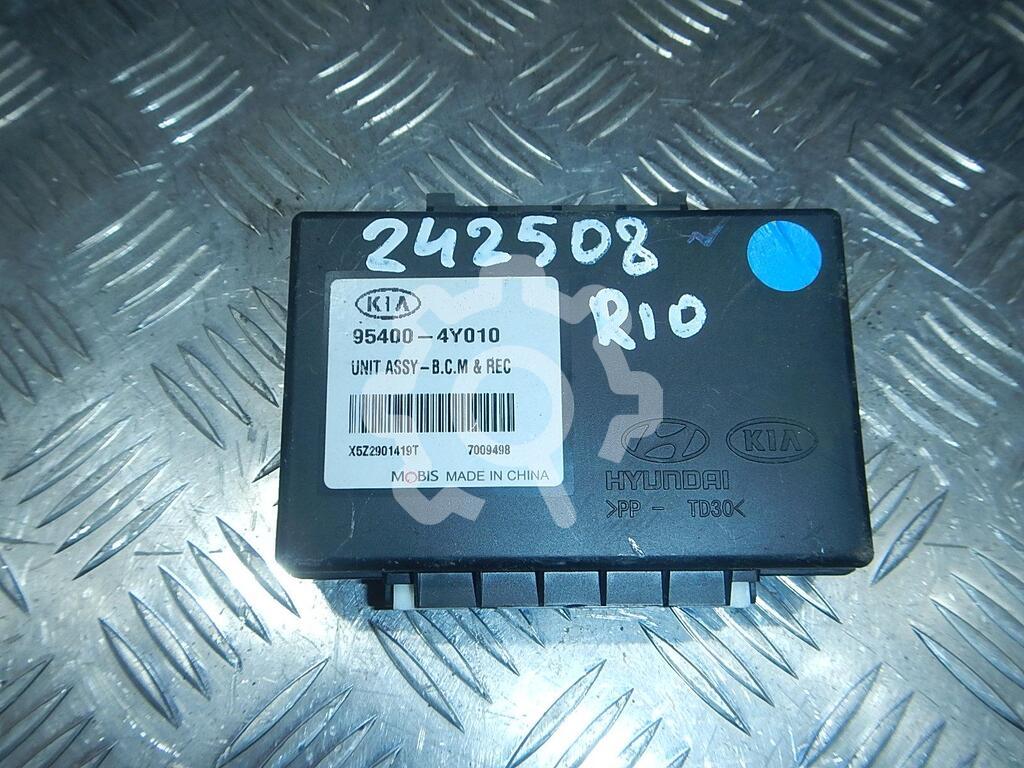 242508
RIO
KIA
95400-4Y010
UNIT ASSY-B.C.M & REC
X5Z2901419T 7009498
MOBIS MADE IN CHINA
KIA
HYUNDAI
>PP - TD30<